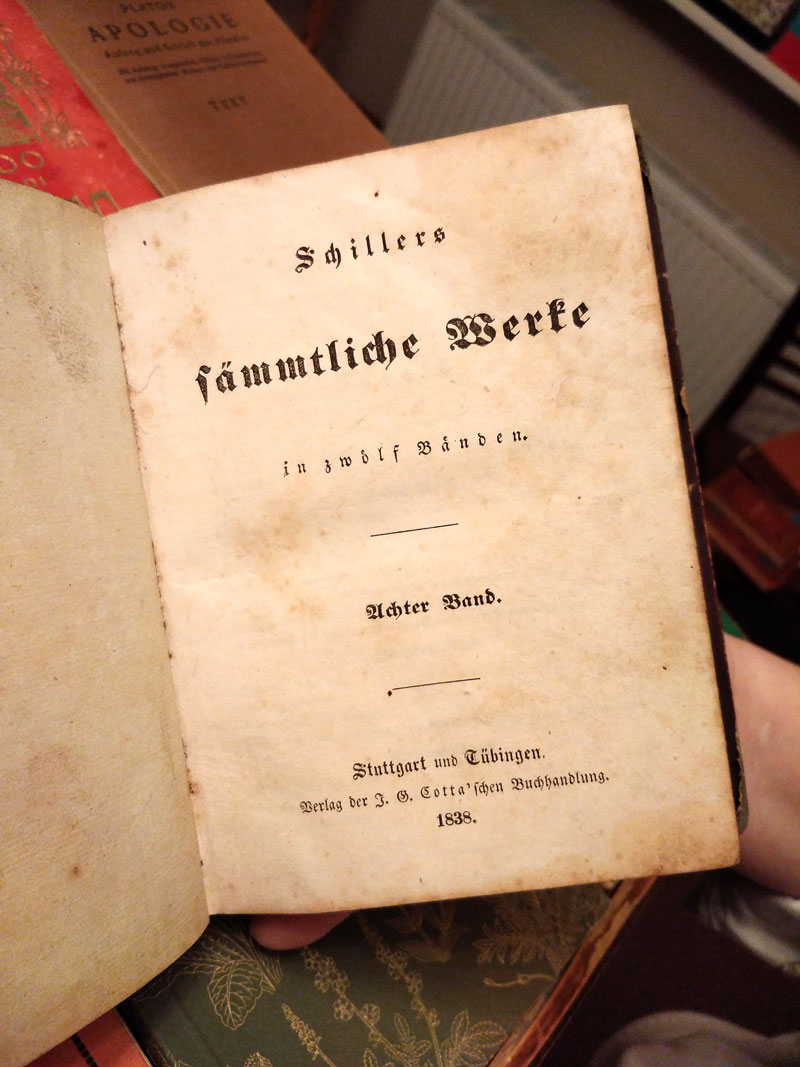 PLATON
APOLOGIE
TEXT
Schillers
sämmtliche Werke
in zwölf Bänden.
Achter Band.
Stuttgart und Tübingen.
Verlag der J. G. Cotta'schen Buchhandlung.
1838.